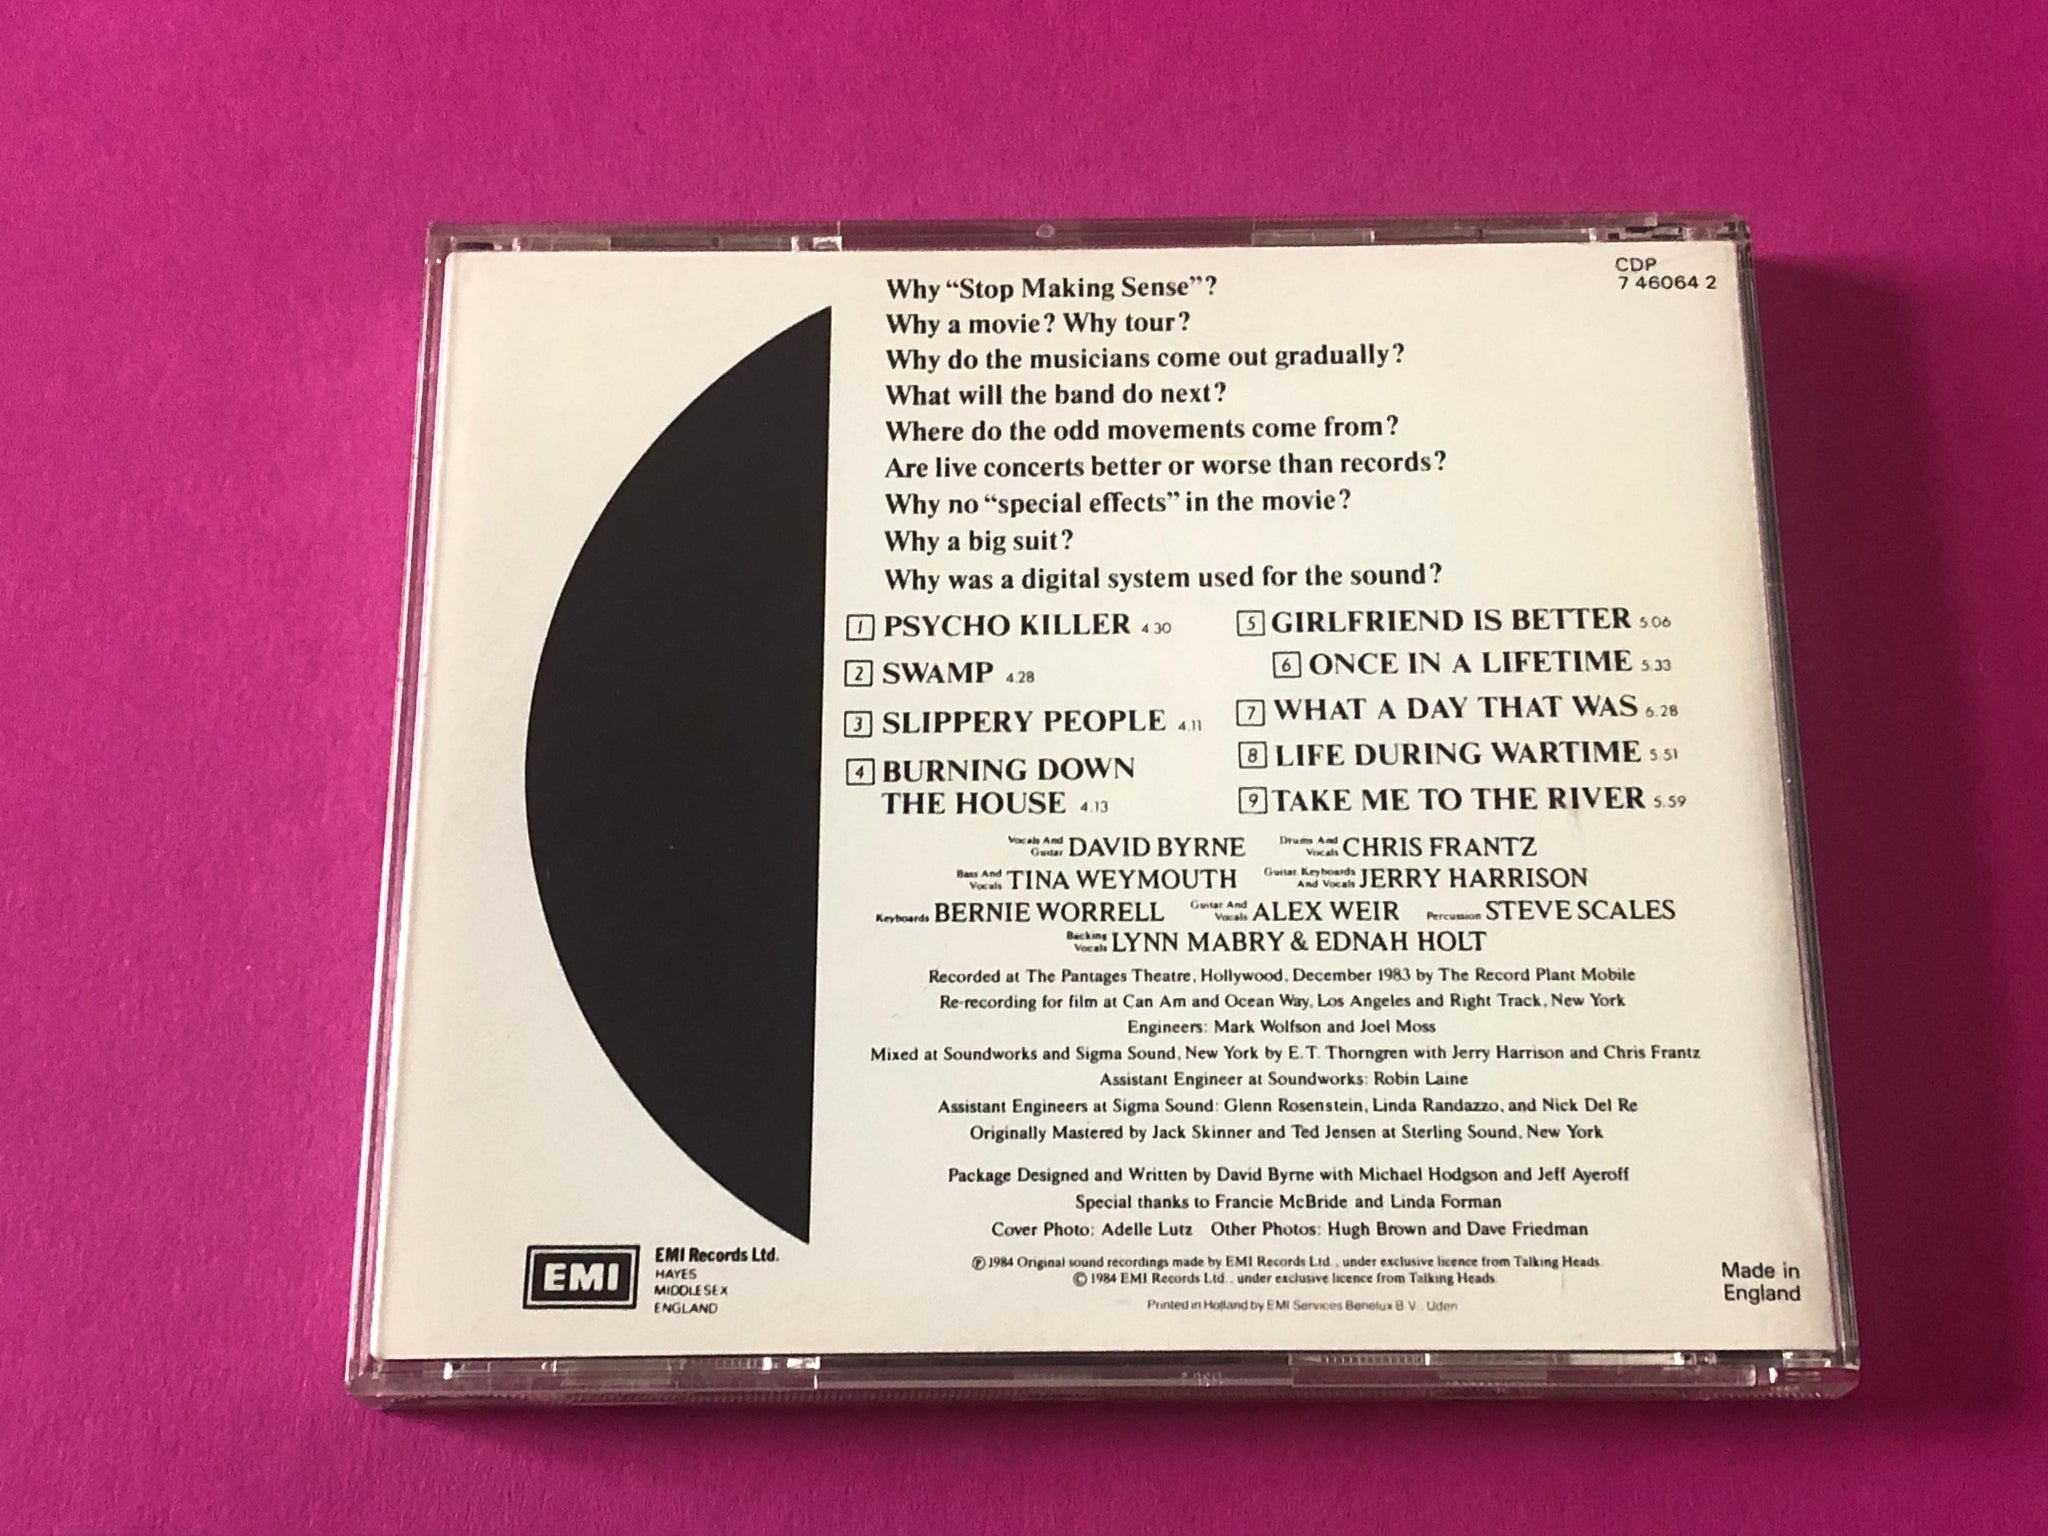 CDP
7 46064 2
Why “Stop Making Sense”?
Why a movie? Why tour?
Why do the musicians come out gradually?
What will the band do next?
Where do the odd movements come from?
Are live concerts better or worse than records?
Why no “special effects” in the movie?
Why a big suit?
Why was a digital system used for the sound?
1 PSYCHO KILLER 4.30
2 SWAMP 4.28
3 SLIPPERY PEOPLE 4.11
4 BURNING DOWN
THE HOUSE 4.13
5 GIRLFRIEND IS BETTER 5.06
6 ONCE IN A LIFETIME 5.33
7 WHAT A DAY THAT WAS 6.28
8 LIFE DURING WARTIME 5.51
9 TAKE ME TO THE RIVER 5.59
Vocals And Guitar DAVID BYRNE Drums And Vocals CHRIS FRANTZ
Bass And Vocals TINA WEYMOUTH Guitar Keyboards And Vocals JERRY HARRISON
Keyboards BERNIE WORRELL Guitar And Vocals ALEX WEIR Percussion STEVE SCALES
Backing Vocals LYNN MABRY & EDNAH HOLT
Recorded at The Pantages Theatre, Hollywood, December 1983 by The Record Plant Mobile
Re-recording for film at Can Am and Ocean Way, Los Angeles and Right Track, New York
Engineers: Mark Wolfson and Joel Moss
Mixed at Soundworks and Sigma Sound, New York by E.T. Thorngren with Jerry Harrison and Chris Frantz
Assistant Engineer at Soundworks: Robin Laine
Assistant Engineers at Sigma Sound: Glenn Rosenstein, Linda Randazzo, and Nick Del Re
Originally Mastered by Jack Skinner and Ted Jensen at Sterling Sound, New York
Package Designed and Written by David Byrne with Michael Hodgson and Jeff Ayeroff
Special thanks to Francie McBride and Linda Forman
Cover Photo: Adelle Lutz Other Photos: Hugh Brown and Dave Friedman
℗ 1984 Original sound recordings made by EMI Records Ltd., under exclusive licence from Talking Heads.
© 1984 EMI Records Ltd., under exclusive licence from Talking Heads.
Printed in Holland by EMI Services Benelux B.V. Uden
EMI
EMI Records Ltd.
HAYES
MIDDLESEX
ENGLAND
Made in
England